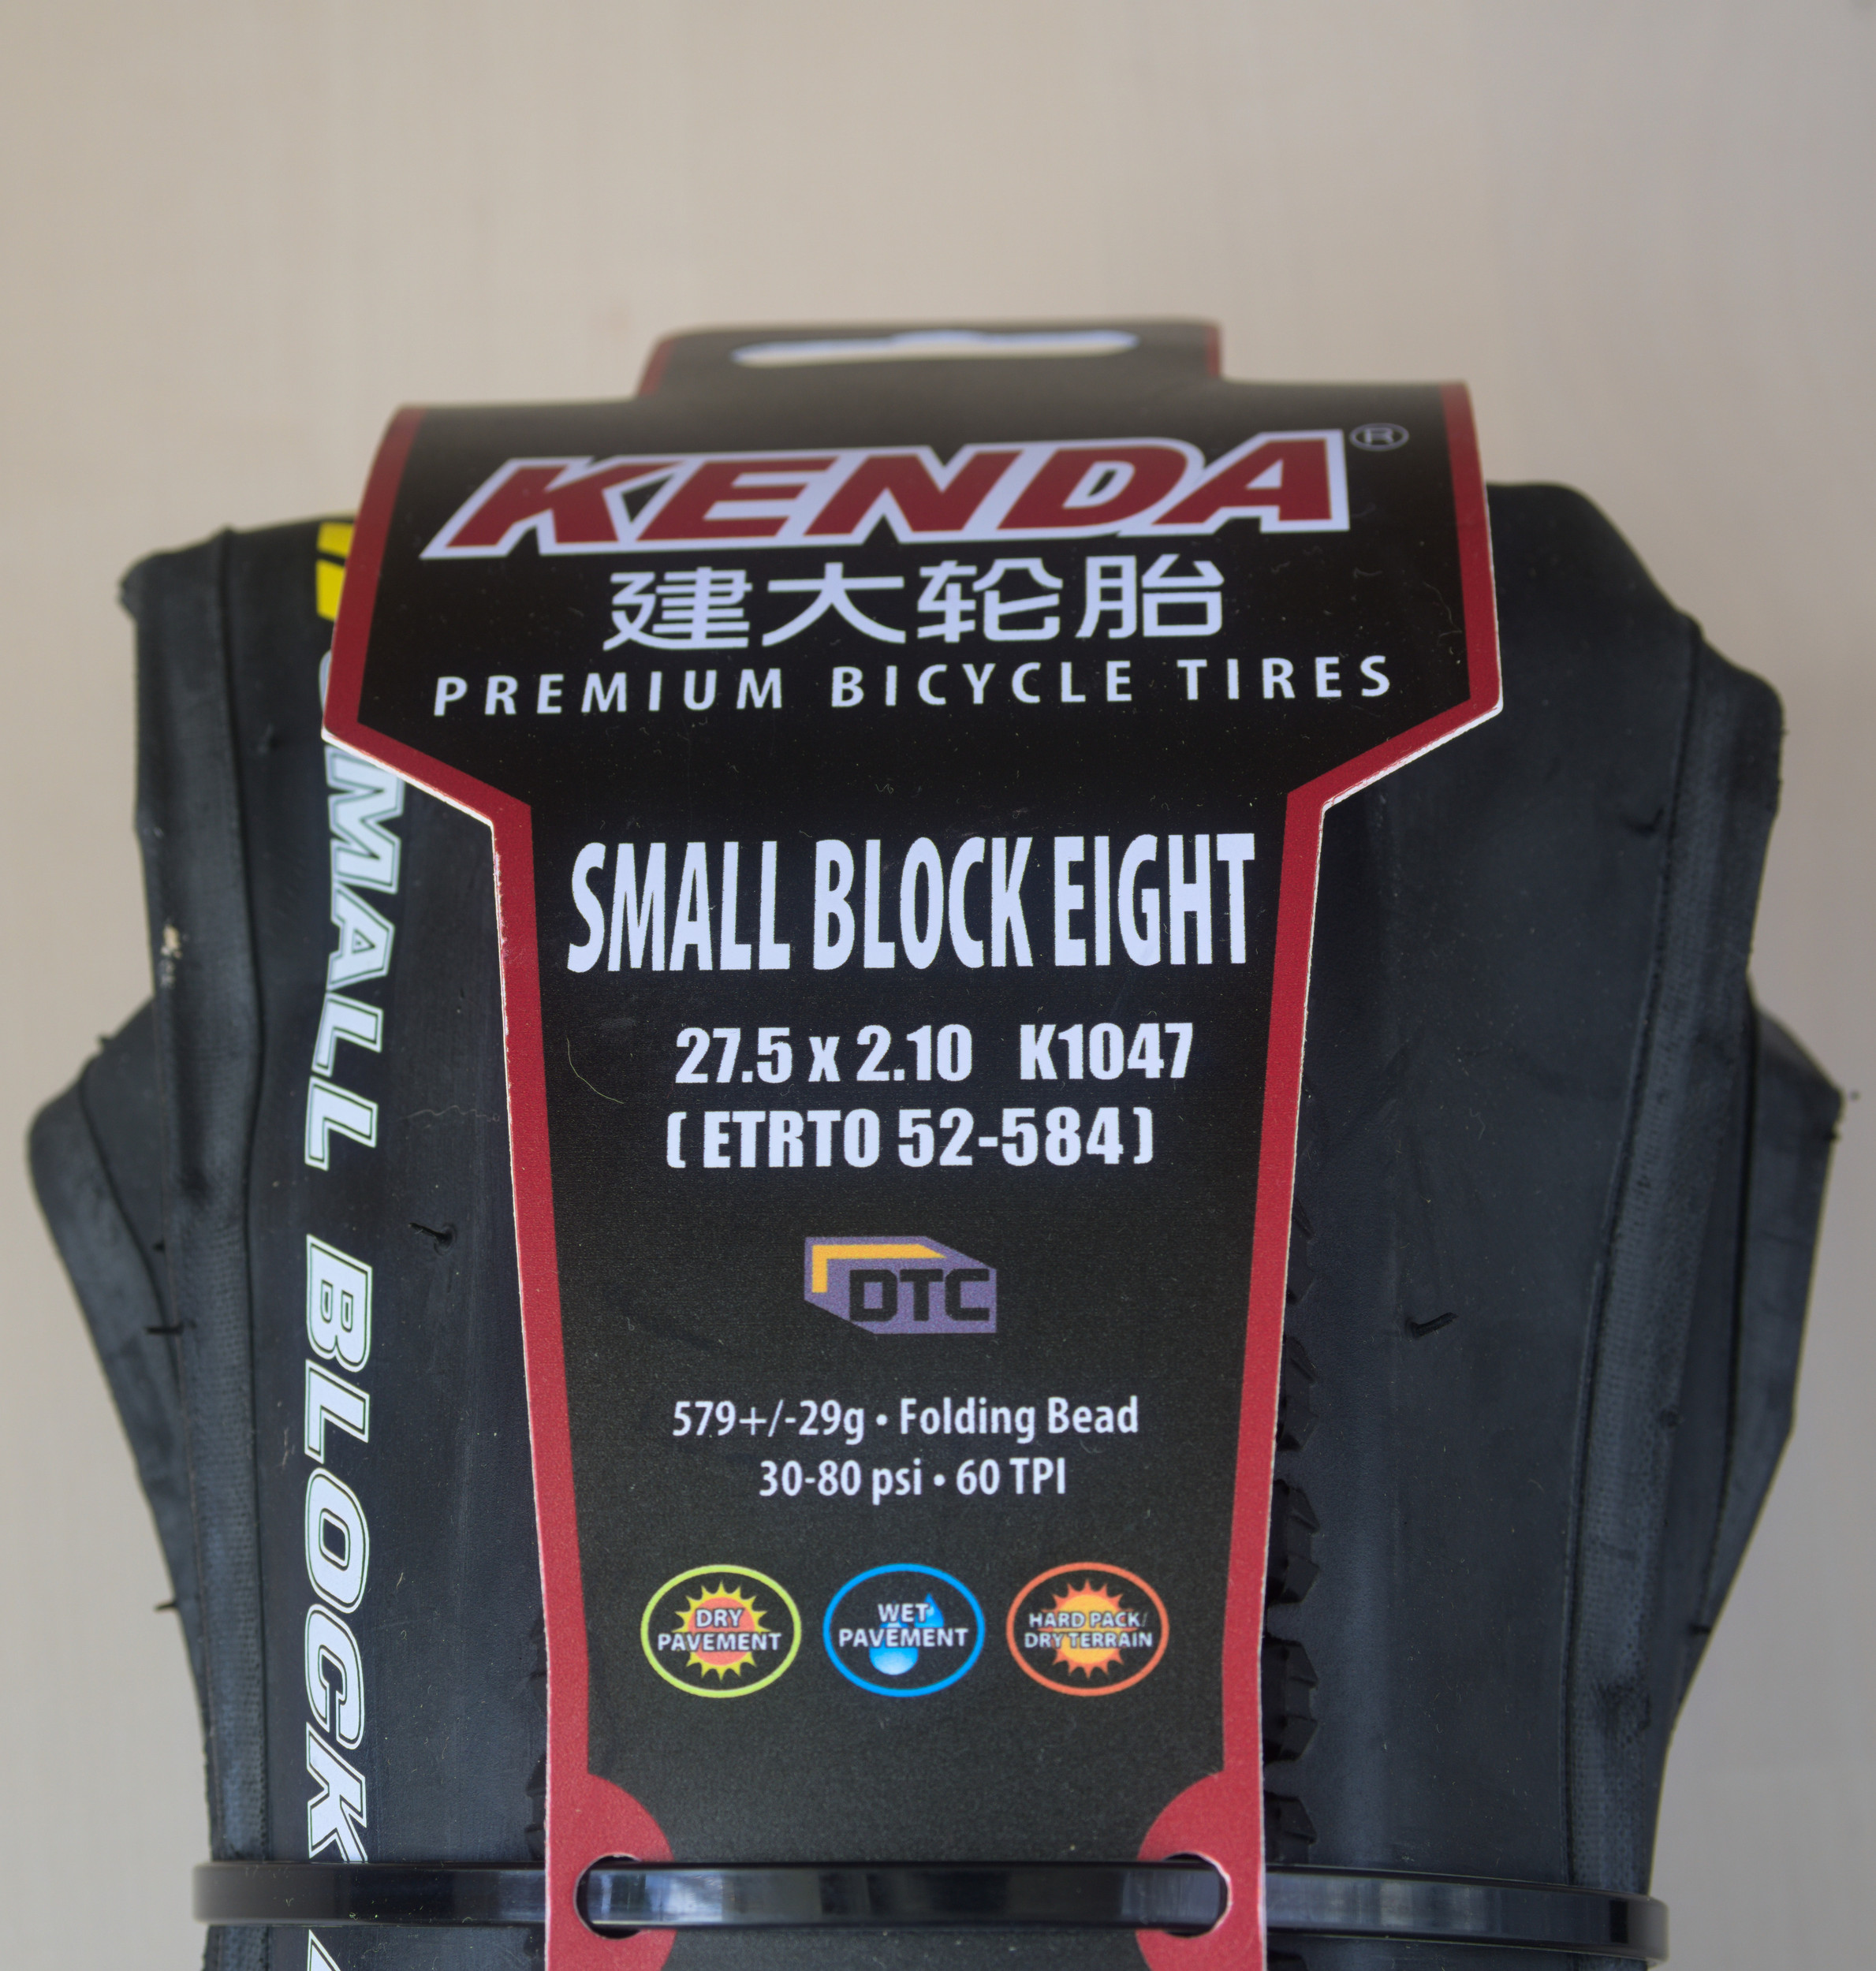 KENDA®
建大轮胎
PREMIUM BICYCLE TIRES
SMALL BLOCK EIGHT
27.5 x 2.10 K1047
( ETRTO 52-584 )
DTC
579+/-29g • Folding Bead
30-80 psi • 60 TPI
DRY
PAVEMENT
WET
PAVEMENT
HARD PACK/
DRY TERRAIN
SMALL BLOCK